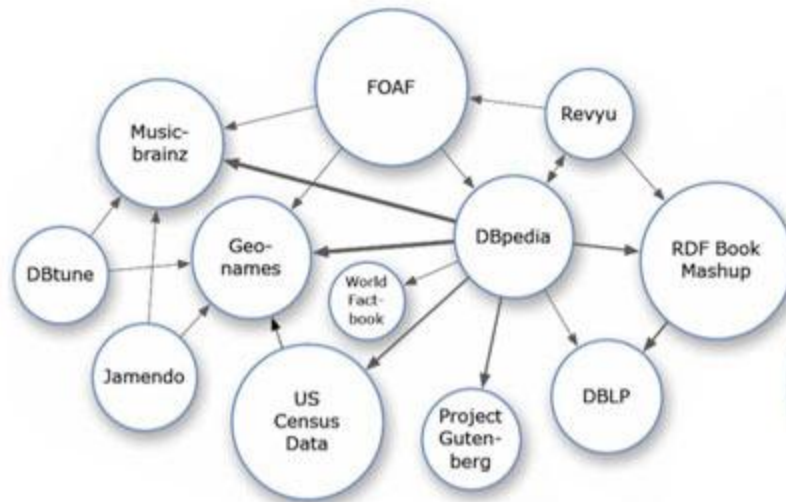 FOAF
Music-
brainz
Revyu
DBpedia
Geo-
names
RDF Book
Mashup
DBtune
World
Fact-
book
Jamendo
US
Census
Data
Project
Guten-
berg
DBLP